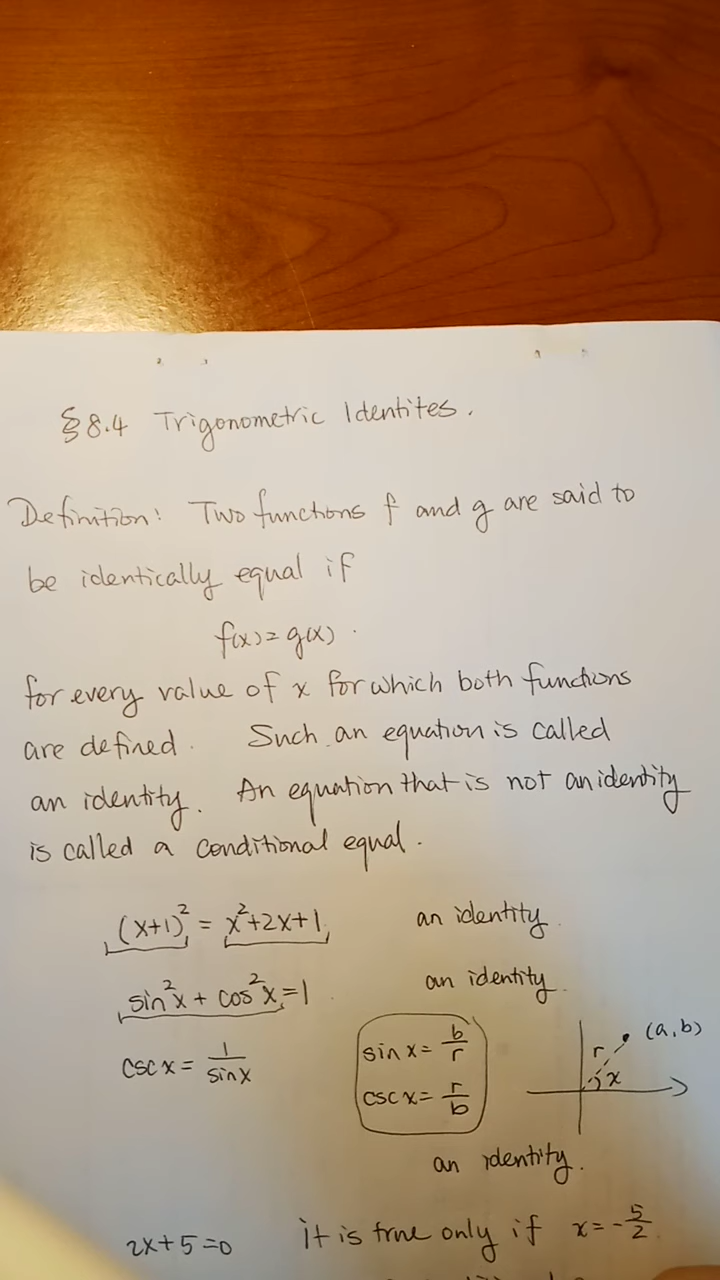 §8.4 Trigonometric Identites.
Definition: Two functions f and g are said to
be identically equal if
f(x)=g(x).
for every value of x for which both functions
are defined. Such an equation is called
an identity. An equation that is not an identity
is called a conditional equal.
(x+1)² = x²+2x+1 an identity.
sin²x + cos²x=1 an identity.
csc x = 1/sinx
sin x = b/r
csc x = r/b
(a,b)
r
x
an identity.
2x+5=0 it is true only if x=-5/2.